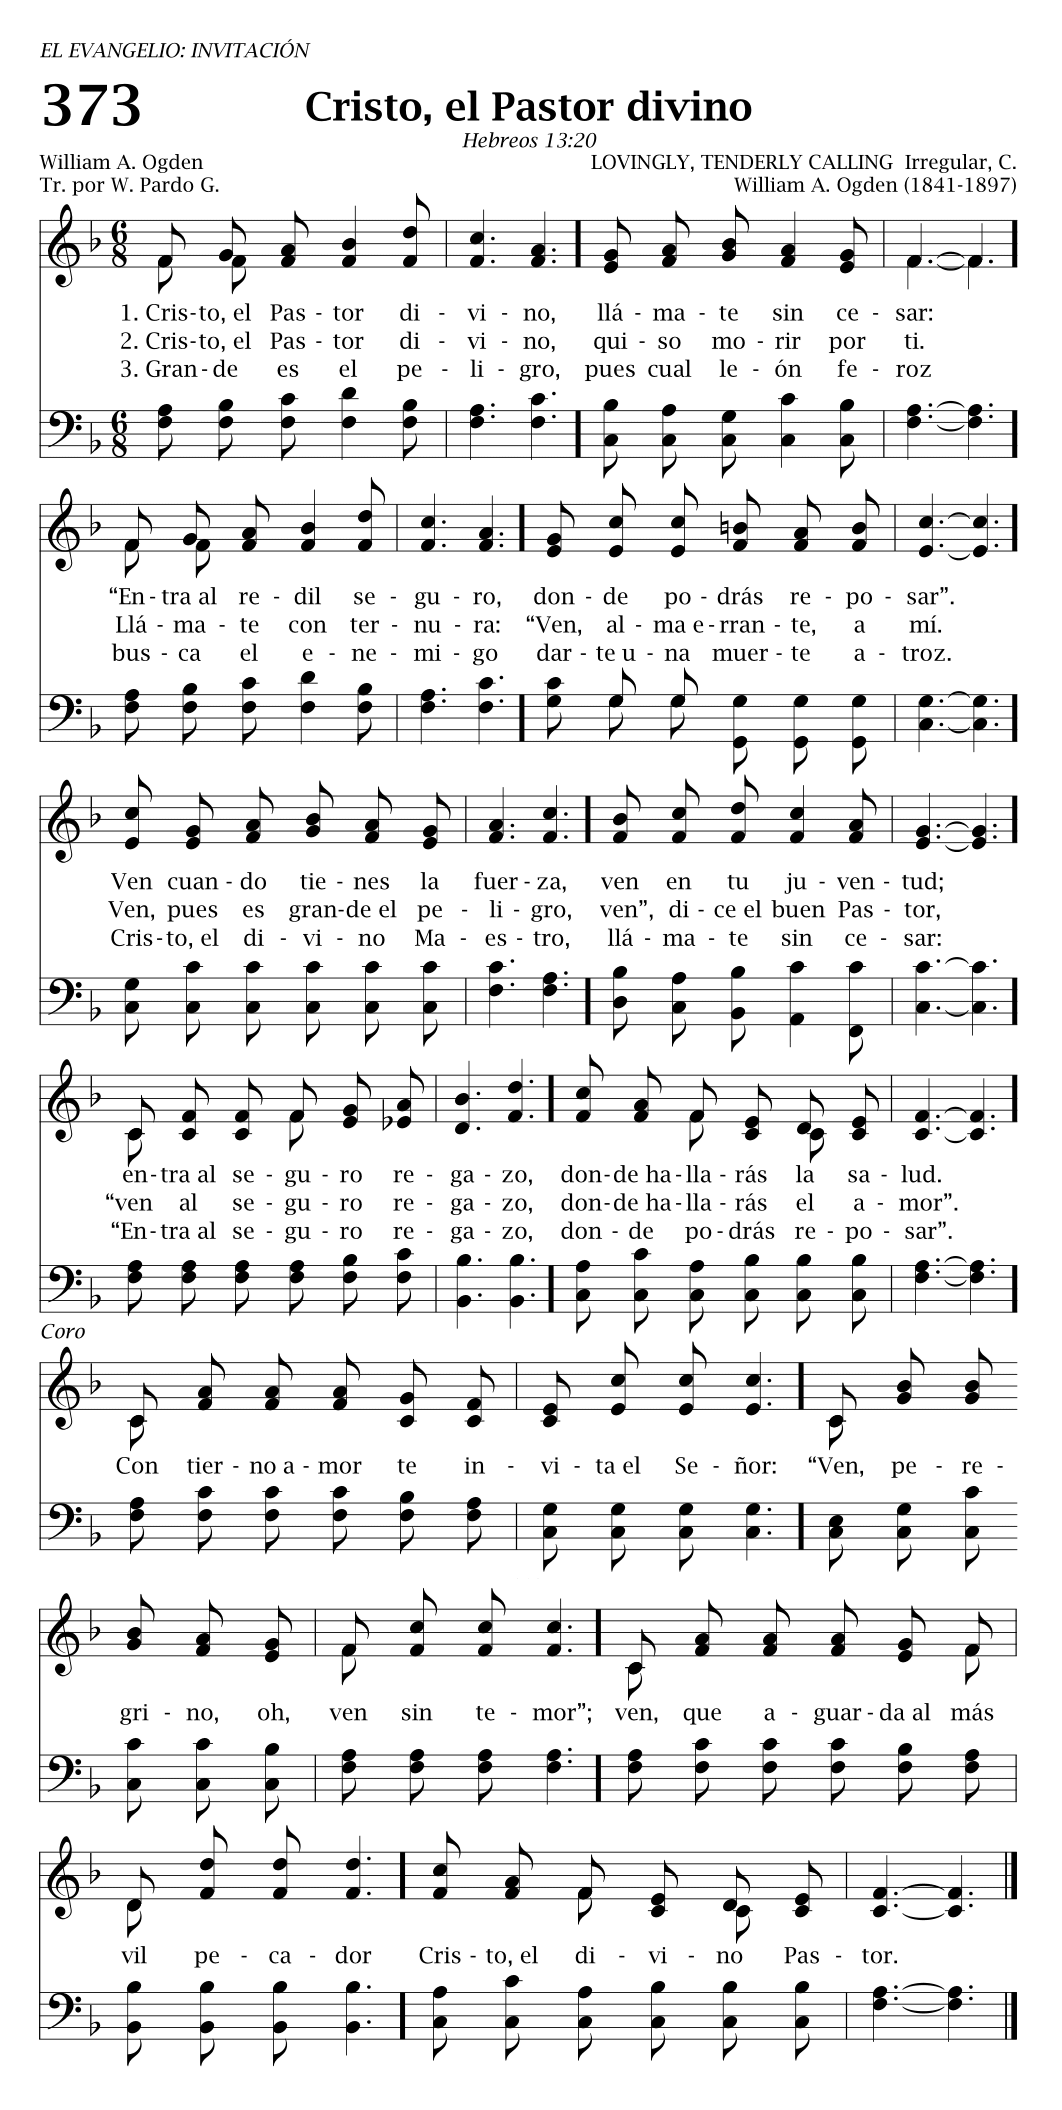 EL EVANGELIO: INVITACIÓN
373 Cristo, el Pastor divino
Hebreos 13:20
William A. Ogden LOVINGLY, TENDERLY CALLING Irregular, C.
Tr. por W. Pardo G. William A. Ogden (1841-1897)
6 8
1. Cris-to, el Pas - tor di - vi - no, llá - ma - te sin ce - sar:
2. Cris-to, el Pas - tor di - vi - no, qui - so mo - rir por ti.
3. Gran-de es el pe - li - gro, pues cual le - ón fe - roz
6 8
“En-tra al re - dil se - gu - ro, don - de po - drás re - po - sar”.
Llá - ma - te con ter - nu - ra: “Ven, al - ma e-rran - te, a mí.
bus - ca el e - ne - mi - go dar - te u - na muer - te a - troz.
Ven cuan - do tie - nes la fuer - za, ven en tu ju - ven - tud;
Ven, pues es gran-de el pe - li - gro, ven”, di - ce el buen Pas - tor,
Cris-to, el di - vi - no Ma - es - tro, llá - ma - te sin ce - sar:
en-tra al se - gu - ro re - ga - zo, don-de ha-lla - rás la sa - lud.
“ven al se - gu - ro re - ga - zo, don-de ha-lla - rás el a - mor”.
“En-tra al se - gu - ro re - ga - zo, don - de po-drás re - po - sar”.
Coro
Con tier - no a - mor te in - vi - ta el Se - ñor: “Ven, pe - re -
gri - no, oh, ven sin te - mor”; ven, que a - guar - da al más
vil pe - ca - dor Cris - to, el di - vi - no Pas - tor.